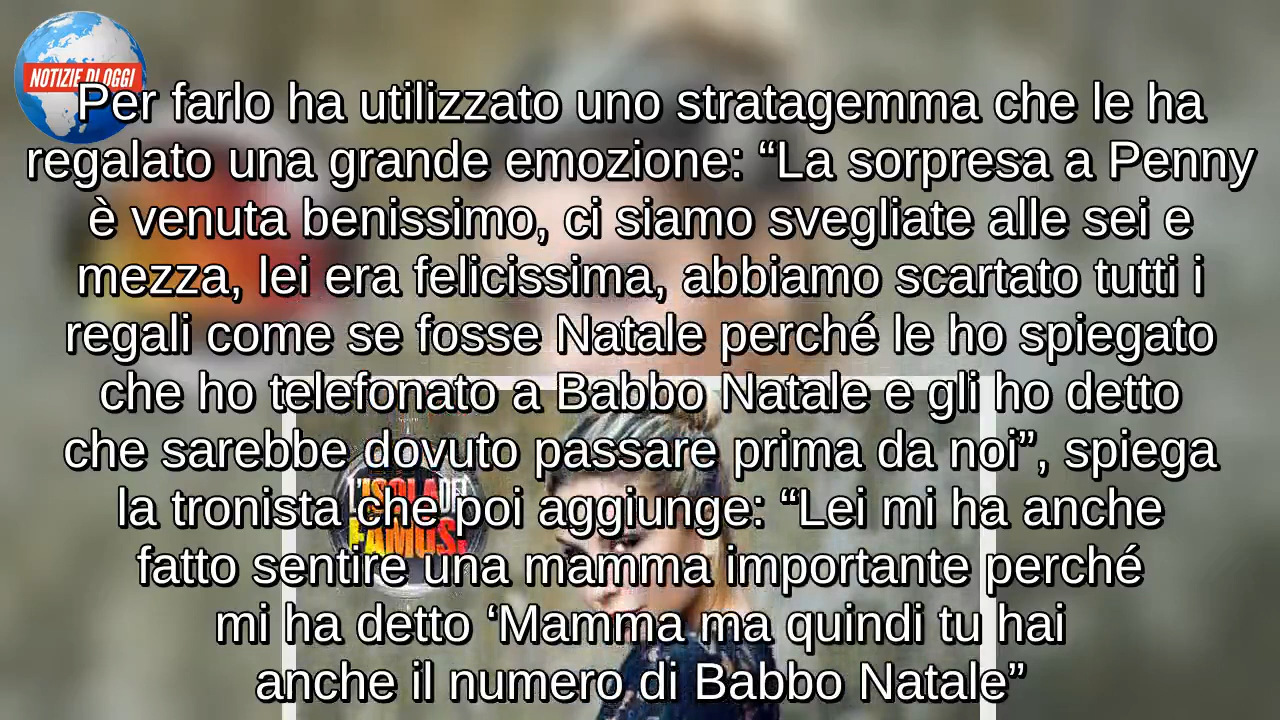 NOTIZIE DI OGGI
Per farlo ha utilizzato uno stratagemma che le ha
regalato una grande emozione: “La sorpresa a Penny
è venuta benissimo, ci siamo svegliate alle sei e
mezza, lei era felicissima, abbiamo scartato tutti i
regali come se fosse Natale perché le ho spiegato
che ho telefonato a Babbo Natale e gli ho detto
che sarebbe dovuto passare prima da noi”, spiega
la tronista che poi aggiunge: “Lei mi ha anche
fatto sentire una mamma importante perché
mi ha detto ‘Mamma ma quindi tu hai
anche il numero di Babbo Natale”
L'ISOLA DEI
FAMOSI